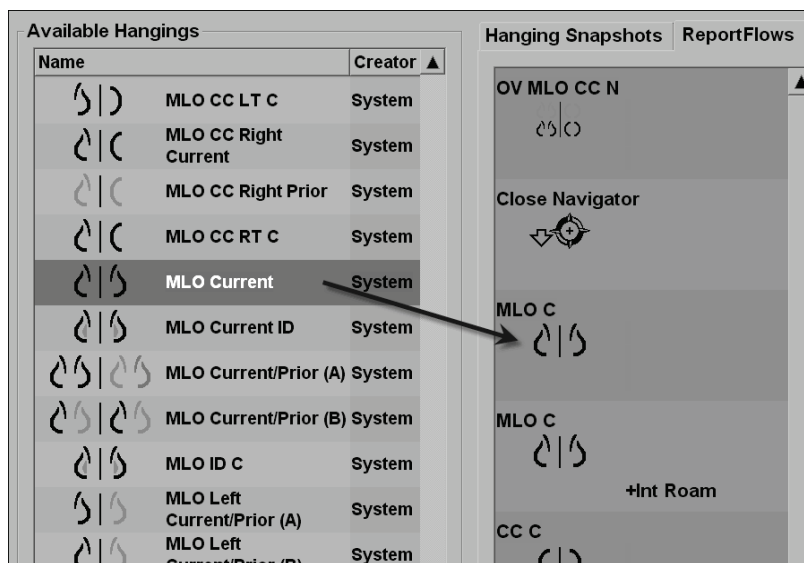 Available Hangings
Name Creator
MLO CC LT C System
MLO CC Right
Current System
MLO CC Right Prior System
MLO CC RT C System
MLO Current System
MLO Current ID System
MLO Current/Prior (A) System
MLO Current/Prior (B) System
MLO ID C System
MLO Left
Current/Prior (A) System
MLO Left
Current/Prior (B) System
Hanging Snapshots ReportFlows
OV MLO CC N
Close Navigator
MLO C
MLO C
+Int Roam
CC C